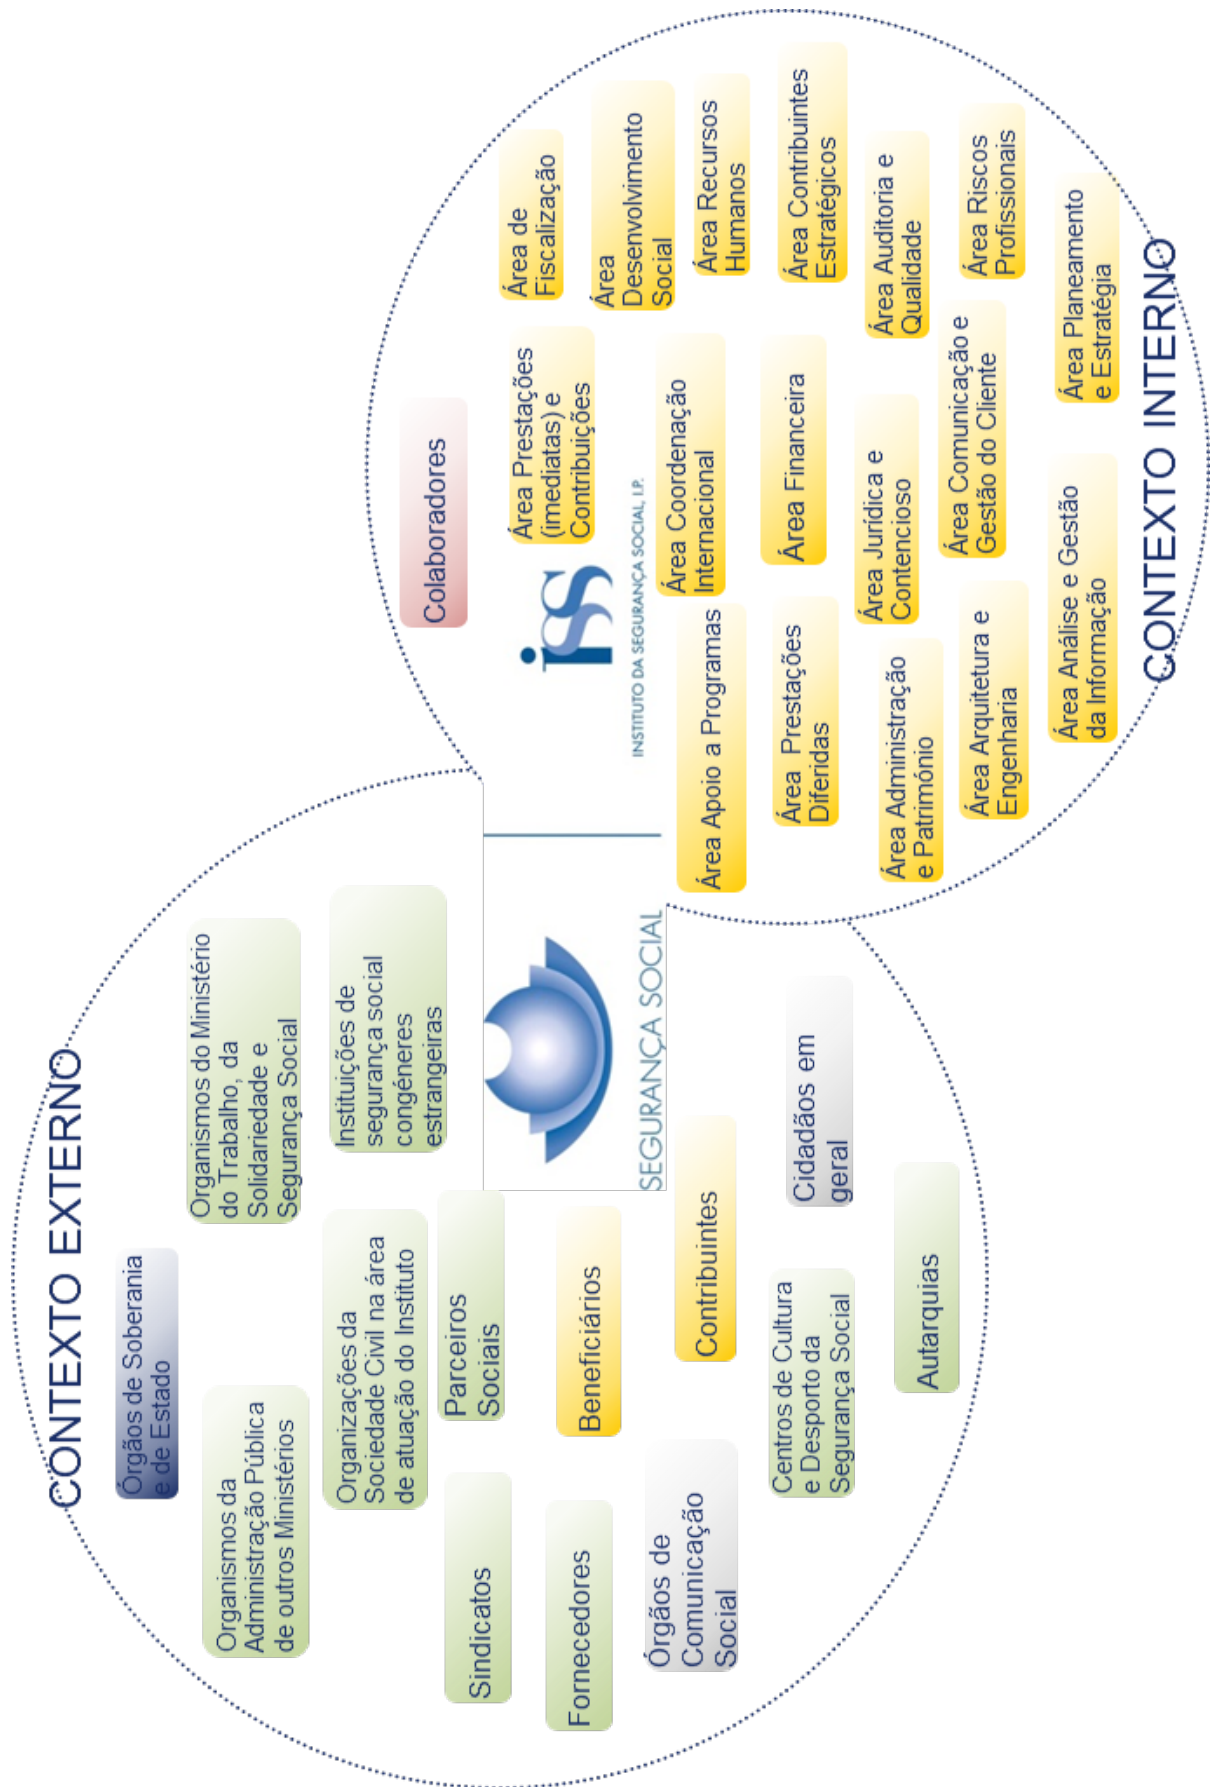 CONTEXTO EXTERNO
Órgãos de Soberania
e de Estado
Organismos da
Administração Pública
de outros Ministérios
Organismos do Ministério
do Trabalho, da
Solidariedade e
Segurança Social
Organizações da
Sociedade Civil na área
de atuação do Instituto
Instituições de
segurança social
congéneres
estrangeiras
Sindicatos
Parceiros
Sociais
Fornecedores
Beneficiários
Órgãos de
Comunicação
Social
Contribuintes
Centros de Cultura
e Desporto da
Segurança Social
Cidadãos em
geral
Autarquias
SEGURANÇA SOCIAL
iss
INSTITUTO DA SEGURANÇA SOCIAL, I.P.
Colaboradores
Área Prestações
(imediatas) e
Contribuições
Área de
Fiscalização
Área
Desenvolvimento
Social
Área Apoio a Programas
Área Coordenação
Internacional
Área Recursos
Humanos
Área Prestações
Diferidas
Área Financeira
Área Contribuintes
Estratégicos
Área Administração
e Património
Área Jurídica e
Contencioso
Área Auditoria e
Qualidade
Área Arquitetura e
Engenharia
Área Comunicação e
Gestão do Cliente
Área Riscos
Profissionais
Área Análise e Gestão
da Informação
Área Planeamento
e Estratégia
CONTEXTO INTERNO